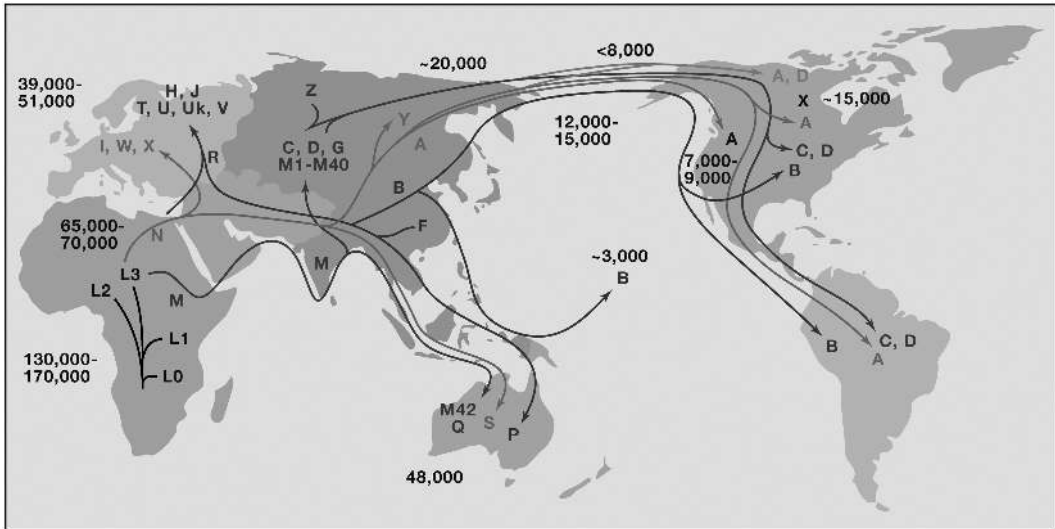 ~20,000
<8,000
39,000-
51,000
H, J
T, U, Uk, V
Z
A, D
X
~15,000
Y
A
A
I, W, X
R
C, D, G
M1-M40
12,000-
15,000
A
C, D
7,000-
9,000
B
B
65,000-
70,000
N
F
~3,000
B
M
L3
L2
M
L1
130,000-
170,000
L0
B
C, D
A
M42
Q
S
P
48,000